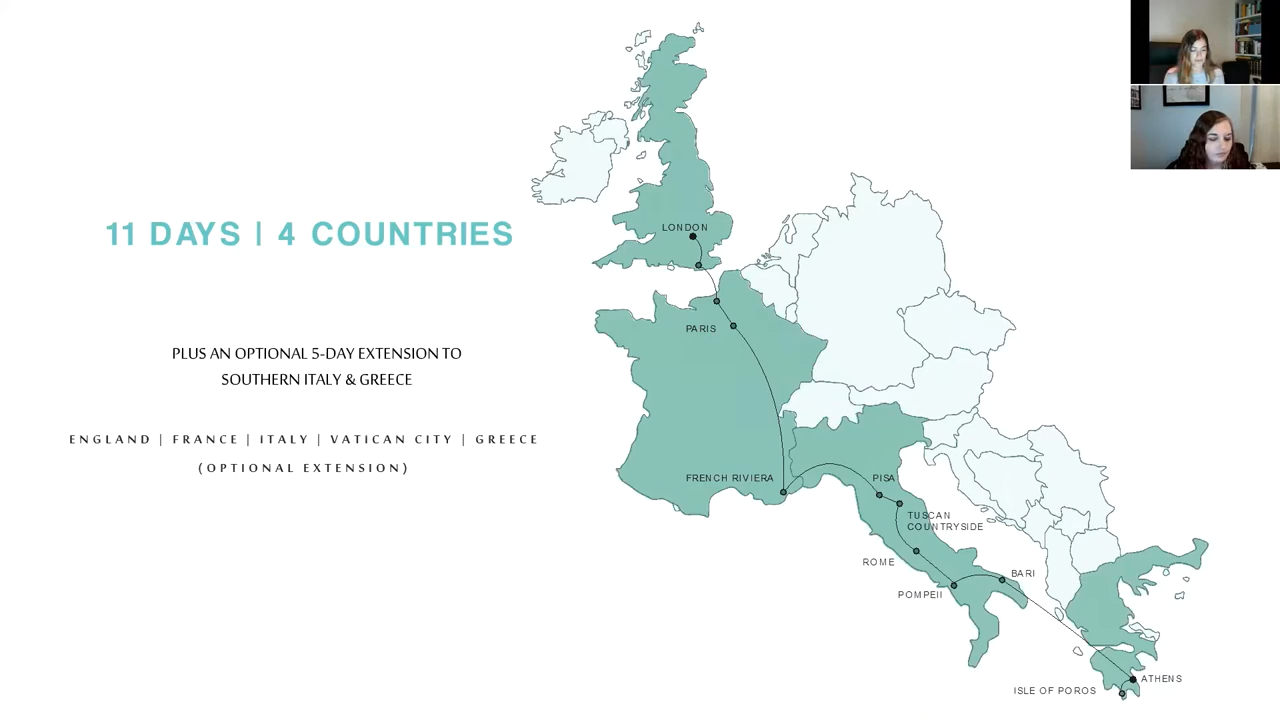 11 DAYS | 4 COUNTRIES
PLUS AN OPTIONAL 5-DAY EXTENSION TO
SOUTHERN ITALY & GREECE
ENGLAND | FRANCE | ITALY | VATICAN CITY | GREECE
(OPTIONAL EXTENSION)
LONDON
PARIS
FRENCH RIVIERA
PISA
TUSCAN
COUNTRYSIDE
ROME
BARI
POMPEII
ATHENS
ISLE OF POROS